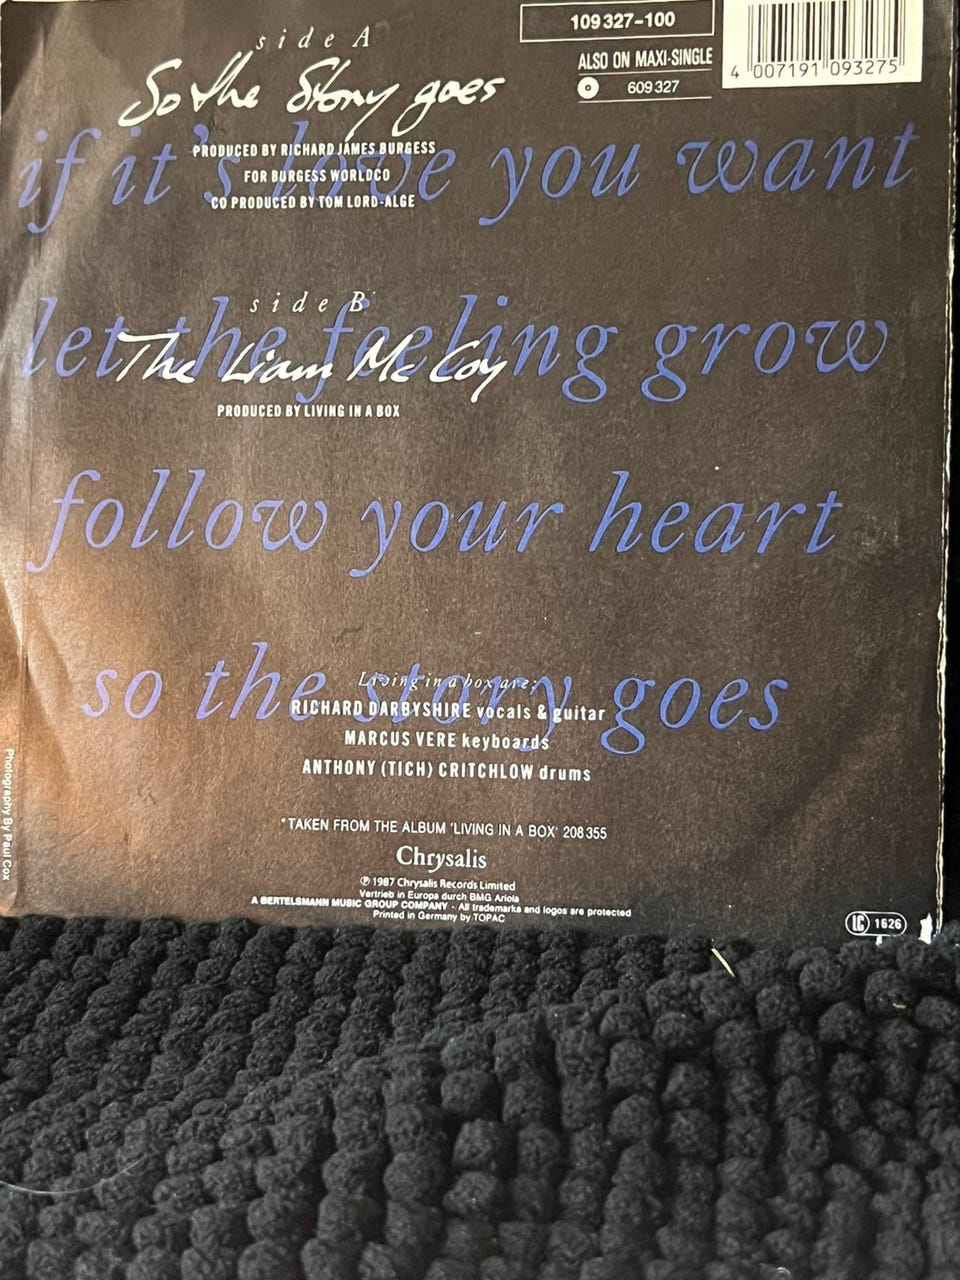 side A
So the Story goes
PRODUCED BY RICHARD JAMES BURGESS
FOR BURGESS WORLDCO
CO PRODUCED BY TOM LORD-ALGE
109 327-100
ALSO ON MAXI-SINGLE
609 327
4 007191 093275
if it's love you want
side B
The Liam Mc Coy
PRODUCED BY LIVING IN A BOX
let the feeling grow
follow your heart
so the story goes
Living in a box are:
RICHARD DARBYSHIRE vocals & guitar
MARCUS VERE keyboards
ANTHONY (TICH) CRITCHLOW drums
*TAKEN FROM THE ALBUM 'LIVING IN A BOX' 208 355
Chrysalis
℗ 1987 Chrysalis Records Limited
Vertrieb in Europa durch BMG Ariola
A BERTELSMANN MUSIC GROUP COMPANY · All trademarks and logos are protected
Printed in Germany by TOPAC
LC 1626
Photography By Paul Cox